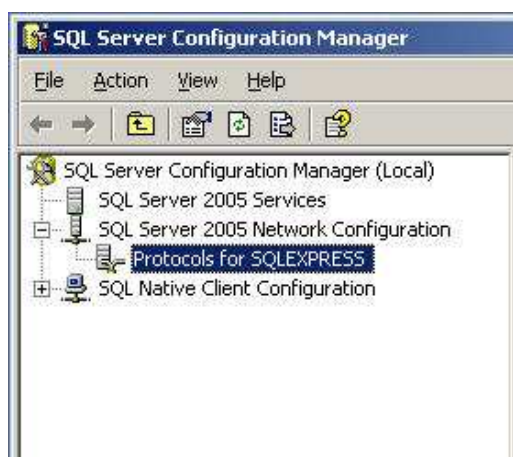 SQL Server Configuration Manager
File Action View Help
SQL Server Configuration Manager (Local)
SQL Server 2005 Services
SQL Server 2005 Network Configuration
Protocols for SQLEXPRESS
SQL Native Client Configuration